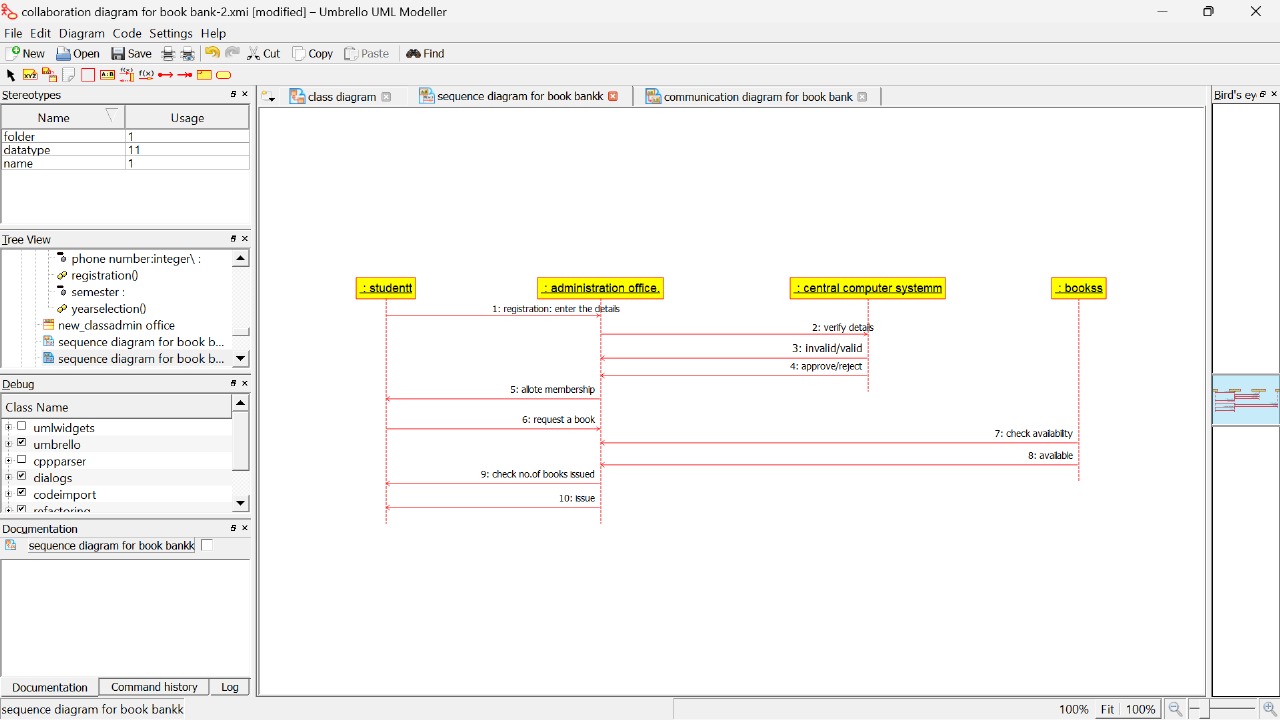 collaboration diagram for book bank-2.xmi [modified] – Umbrello UML Modeller
File Edit Diagram Code Settings Help
New Open Save Cut Copy Paste Find
Stereotypes
Name Usage
folder 1
datatype 11
name 1
Tree View
phone number:integer\ :
registration()
semester :
yearselection()
new_classadmin office
sequence diagram for book b...
sequence diagram for book b...
Debug
Class Name
umlwidgets
umbrello
cppparser
dialogs
codeimport
refactoring
Documentation
sequence diagram for book bankk
Documentation Command history Log
sequence diagram for book bankk
class diagram sequence diagram for book bankk communication diagram for book bank
: studentt : administration office. : central computer systemm : bookss
1: registration: enter the details
2: verify details
3: invalid/valid
4: approve/reject
5: allote membership
6: request a book
7: check availability
8: available
9: check no.of books issued
10: issue
Bird's ey
100% Fit 100%